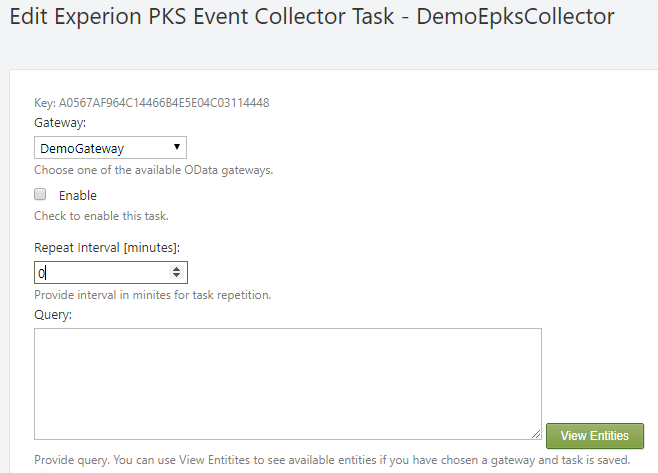 Edit Experion PKS Event Collector Task - DemoEpksCollector
Key: A0567AF964C14466B4E5E04C03114448
Gateway:
DemoGateway
Choose one of the available OData gateways.
Enable
Check to enable this task.
Repeat Interval [minutes]:
0
Provide interval in minites for task repetition.
Query:
View Entities
Provide query. You can use View Entitites to see available entities if you have chosen a gateway and task is saved.